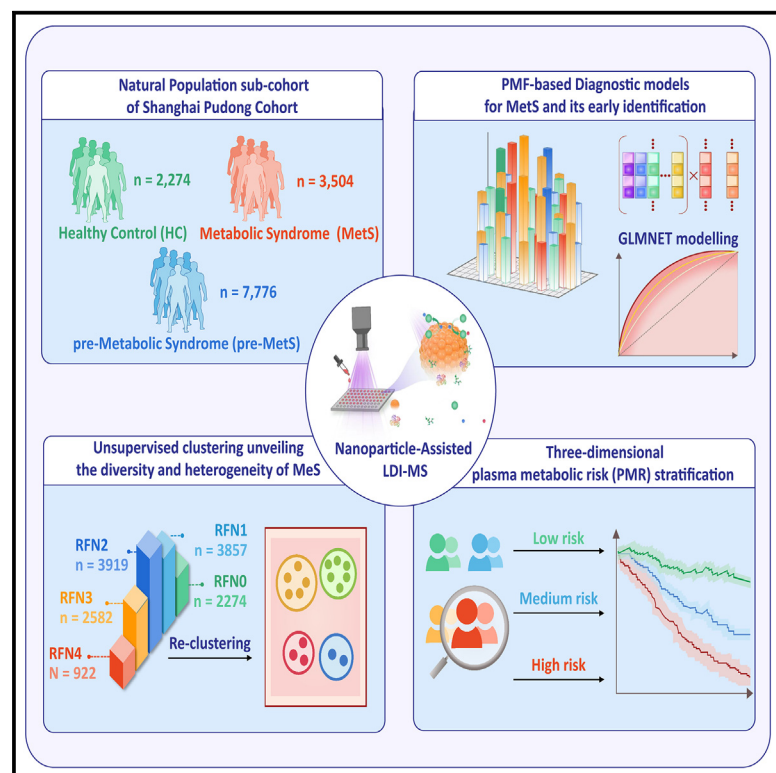 Natural Population sub-cohort
of Shanghai Pudong Cohort
n = 2,274
n = 3,504
Healthy Control (HC)
Metabolic Syndrome (MetS)
n = 7,776
pre-Metabolic Syndrome (pre-MetS)
PMF-based Diagnostic models
for MetS and its early identification
GLMNET modelling
Nanoparticle-Assisted
LDI-MS
Unsupervised clustering unveiling
the diversity and heterogeneity of MeS
RFN2
n = 3919
RFN1
n = 3857
RFN3
n = 2582
RFN0
n = 2274
RFN4
N = 922
Re-clustering
Three-dimensional
plasma metabolic risk (PMR) stratification
Low risk
Medium risk
High risk